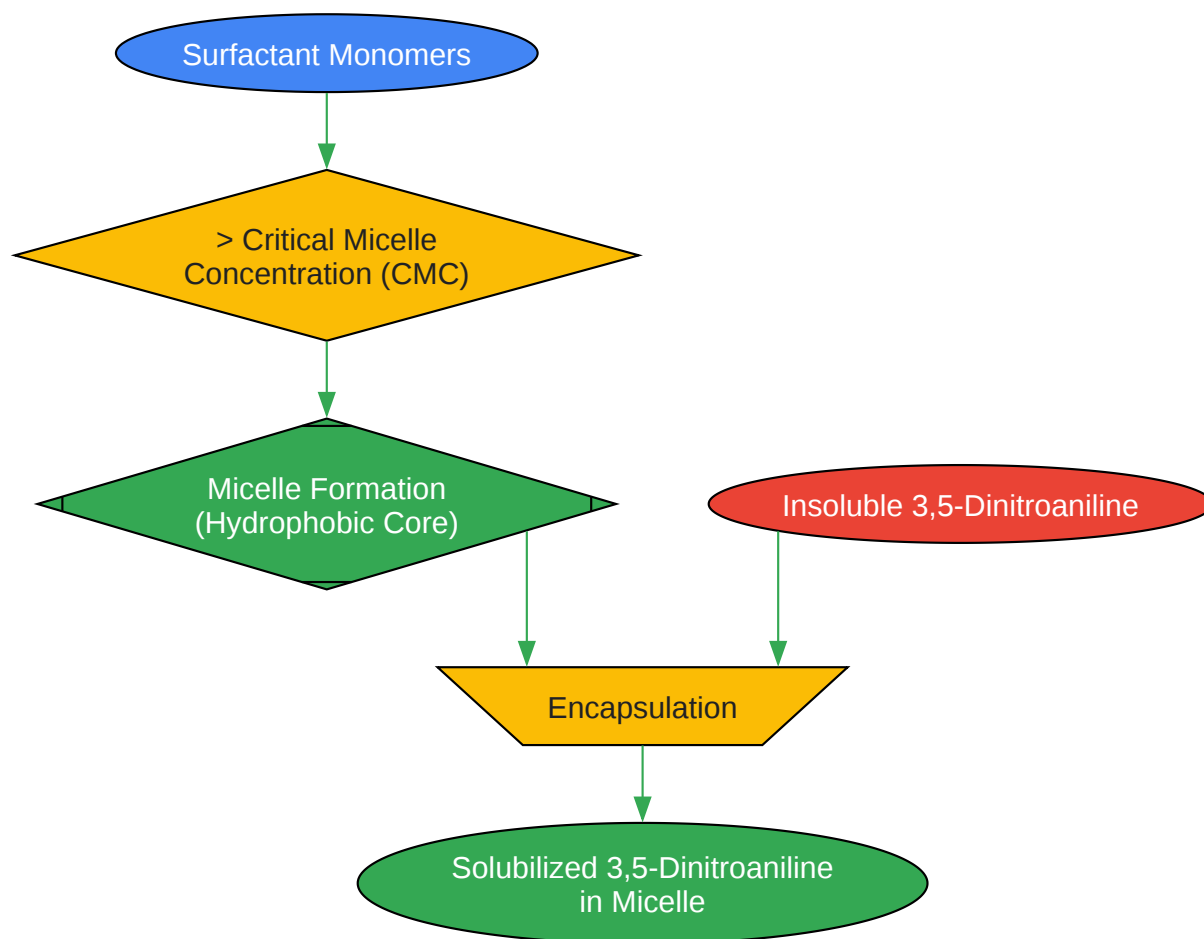 Surfactant Monomers
> Critical Micelle
Concentration (CMC)
Micelle Formation
(Hydrophobic Core)
Insoluble 3,5-Dinitroaniline
Encapsulation
Solubilized 3,5-Dinitroaniline
in Micelle